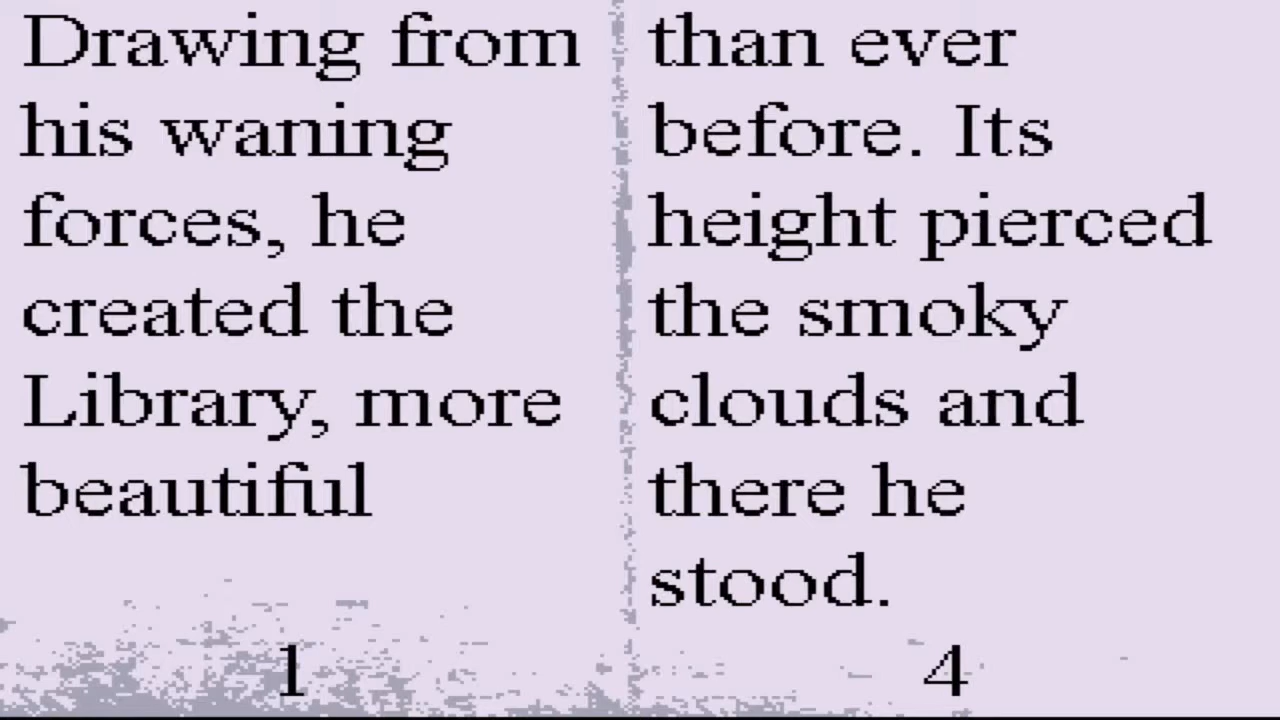 Drawing from
his waning
forces, he
created the
Library, more
beautiful
1
than ever
before. Its
height pierced
the smoky
clouds and
there he
stood.
4